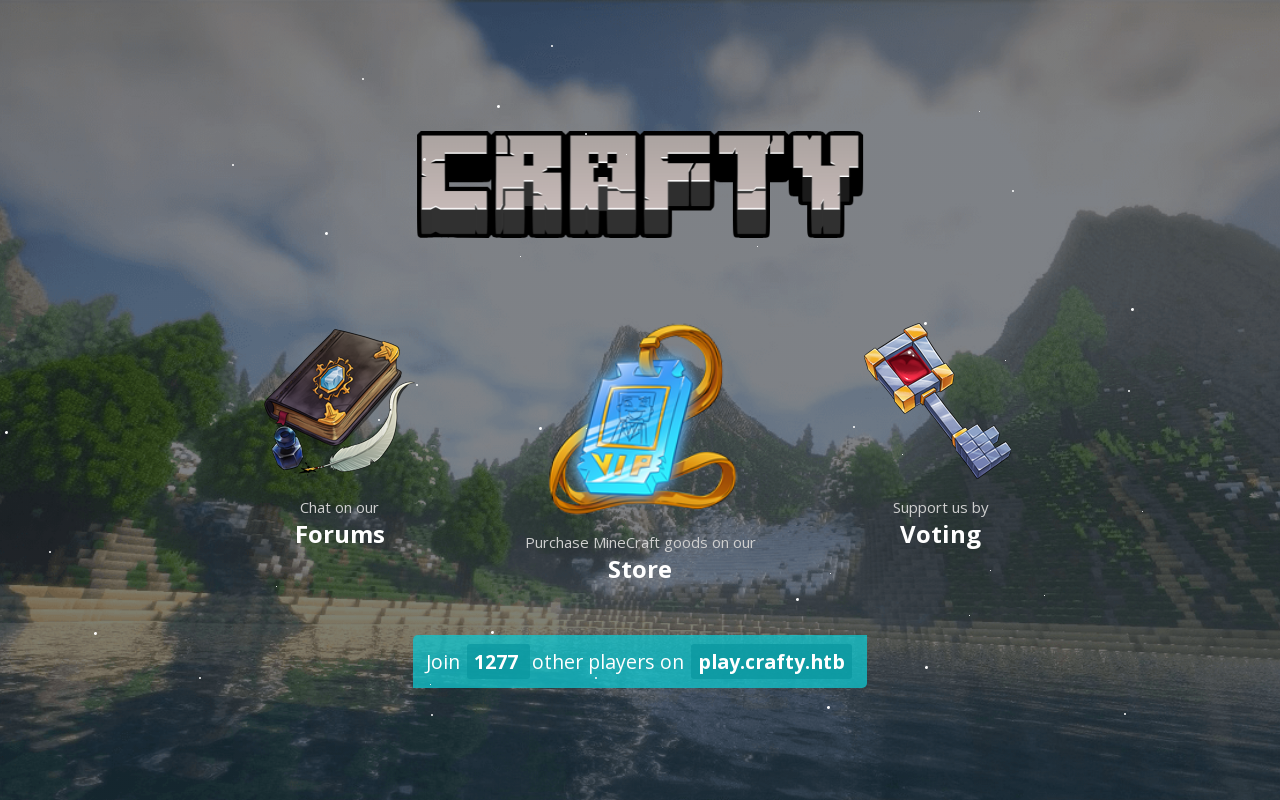 CRAFTY
VIP
Chat on our
Forums
Purchase MineCraft goods on our
Store
Support us by
Voting
Join 1277 other players on play.crafty.htb